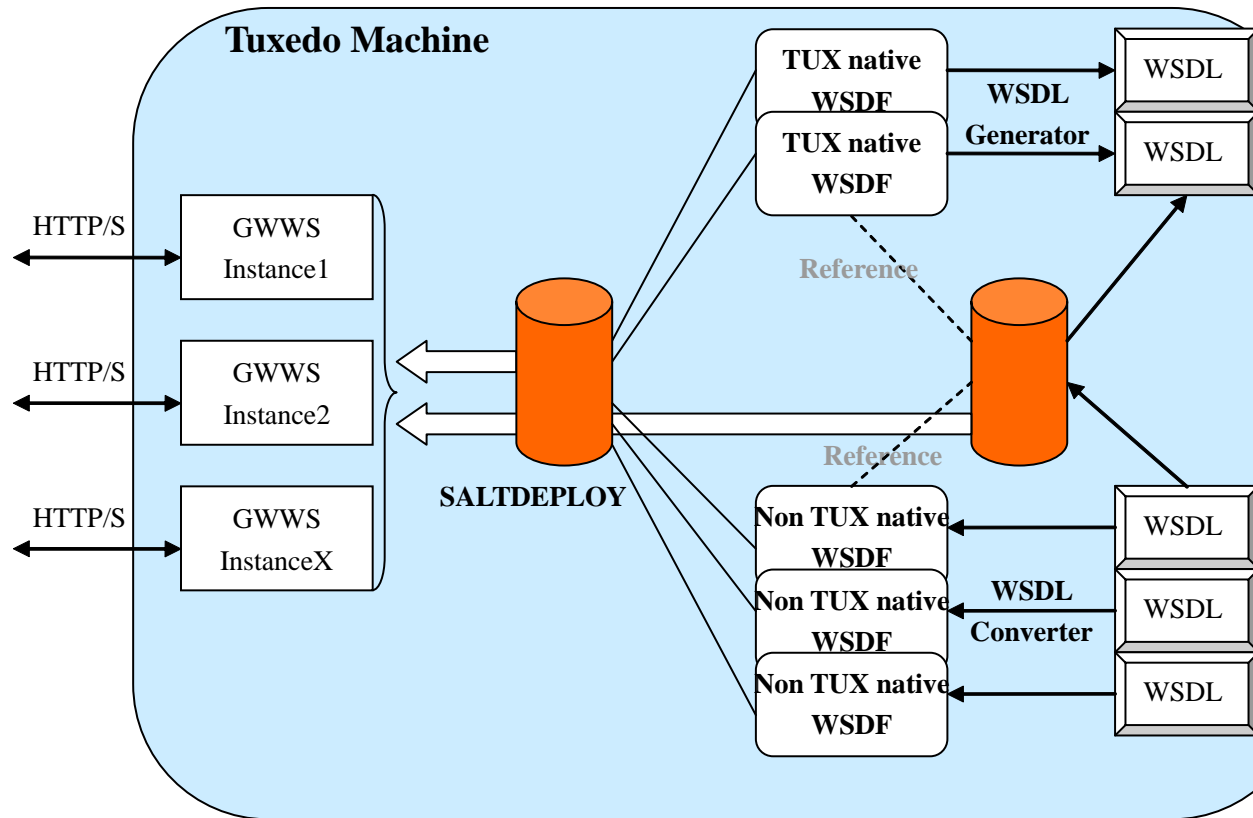 Tuxedo Machine
TUX native
WSDF
TUX native
WSDF
WSDL
Generator
WSDL
WSDL
HTTP/S
GWWS
Instance1
HTTP/S
GWWS
Instance2
HTTP/S
GWWS
InstanceX
SALTDEPLOY
Reference
Reference
Non TUX native
WSDF
Non TUX native
WSDF
Non TUX native
WSDF
WSDL
Converter
WSDL
WSDL
WSDL